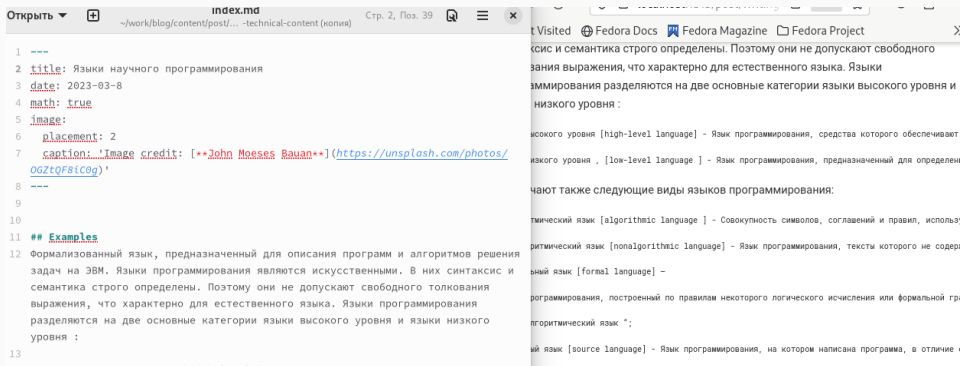 Открыть
index.md
~/work/blog/content/post/... -technical-content (копия)
Стр. 2, Поз. 39
1 ---
2 title: Языки научного программирования
3 date: 2023-03-8
4 math: true
5 image:
6 placement: 2
7 caption: 'Image credit: [**John Moeses Bauan**](https://unsplash.com/photos/
OGZtQF8iC0g)'
8 ---
9
10
11 ## Examples
12 Формализованный язык, предназначенный для описания программ и алгоритмов решения
задач на ЭВМ. Языки программирования являются искусственными. В них синтаксис и
семантика строго определены. Поэтому они не допускают свободного толкования
выражения, что характерно для естественного языка. Языки программирования
разделяются на две основные категории языки высокого уровня и языки низкого
уровня :
13
t Visited Fedora Docs Fedora Magazine Fedora Project
ксис и семантика строго определены. Поэтому они не допускают свободного
вания выражения, что характерно для естественного языка. Языки
аммирования разделяются на две основные категории языки высокого уровня и
низкого уровня :
ысокого уровня [high-level language] – Язык программирования, средства которого обеспечивают
изкого уровня , [low-level language ] - Язык программирования, предназначенный для определен
чают также следующие виды языков программирования:
тмический язык [algorithmic language ] - Совокупность символов, соглашений и правил, использу
ритмический язык [nonalgorithmic language] – Язык программирования, тексты которого не содер
ьный язык [formal language] —
рограммирования, построенный по правилам некоторого логического исчисления или формальной гра
лгоритмический язык ";
ый язык [source language] - Язык программирования, на котором написана программа, в отличие